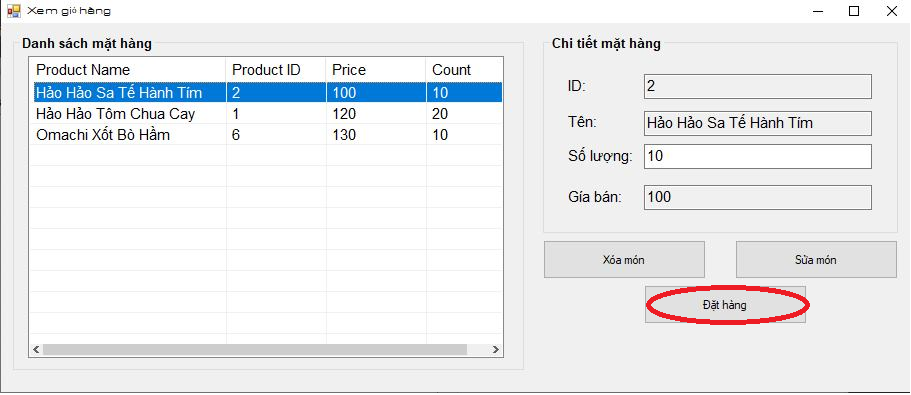 Xem giỏ hàng
Danh sách mặt hàng
Product Name Product ID Price Count
Hảo Hảo Sa Tế Hành Tím 2 100 10
Hảo Hảo Tôm Chua Cay 1 120 20
Omachi Xốt Bò Hầm 6 130 10
Chi tiết mặt hàng
ID: 2
Tên: Hảo Hảo Sa Tế Hành Tím
Số lượng: 10
Gía bán: 100
Xóa món Sửa món
Đặt hàng